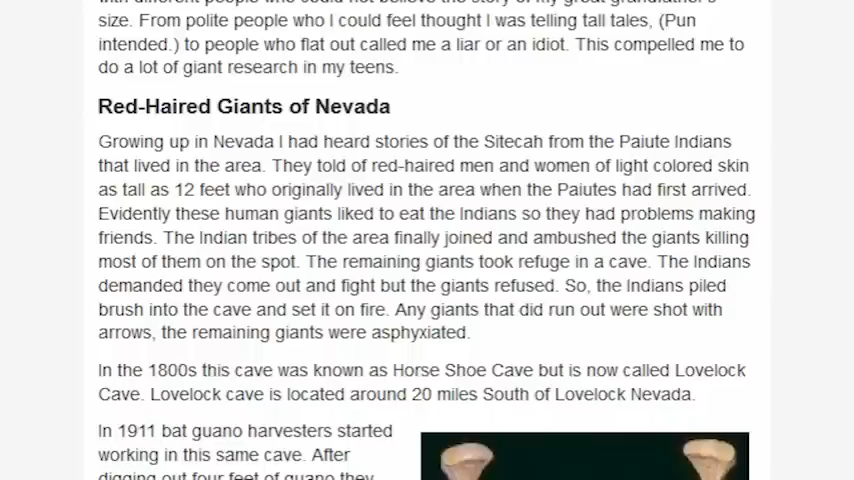 with different people who could not believe the story of my great grandfather's
size. From polite people who I could feel thought I was telling tall tales, (Pun
intended.) to people who flat out called me a liar or an idiot. This compelled me to
do a lot of giant research in my teens.
Red-Haired Giants of Nevada
Growing up in Nevada I had heard stories of the Sitecah from the Paiute Indians
that lived in the area. They told of red-haired men and women of light colored skin
as tall as 12 feet who originally lived in the area when the Paiutes had first arrived.
Evidently these human giants liked to eat the Indians so they had problems making
friends. The Indian tribes of the area finally joined and ambushed the giants killing
most of them on the spot. The remaining giants took refuge in a cave. The Indians
demanded they come out and fight but the giants refused. So, the Indians piled
brush into the cave and set it on fire. Any giants that did run out were shot with
arrows, the remaining giants were asphyxiated.
In the 1800s this cave was known as Horse Shoe Cave but is now called Lovelock
Cave. Lovelock cave is located around 20 miles South of Lovelock Nevada.
In 1911 bat guano harvesters started
working in this same cave. After
digging out four feet of guano they